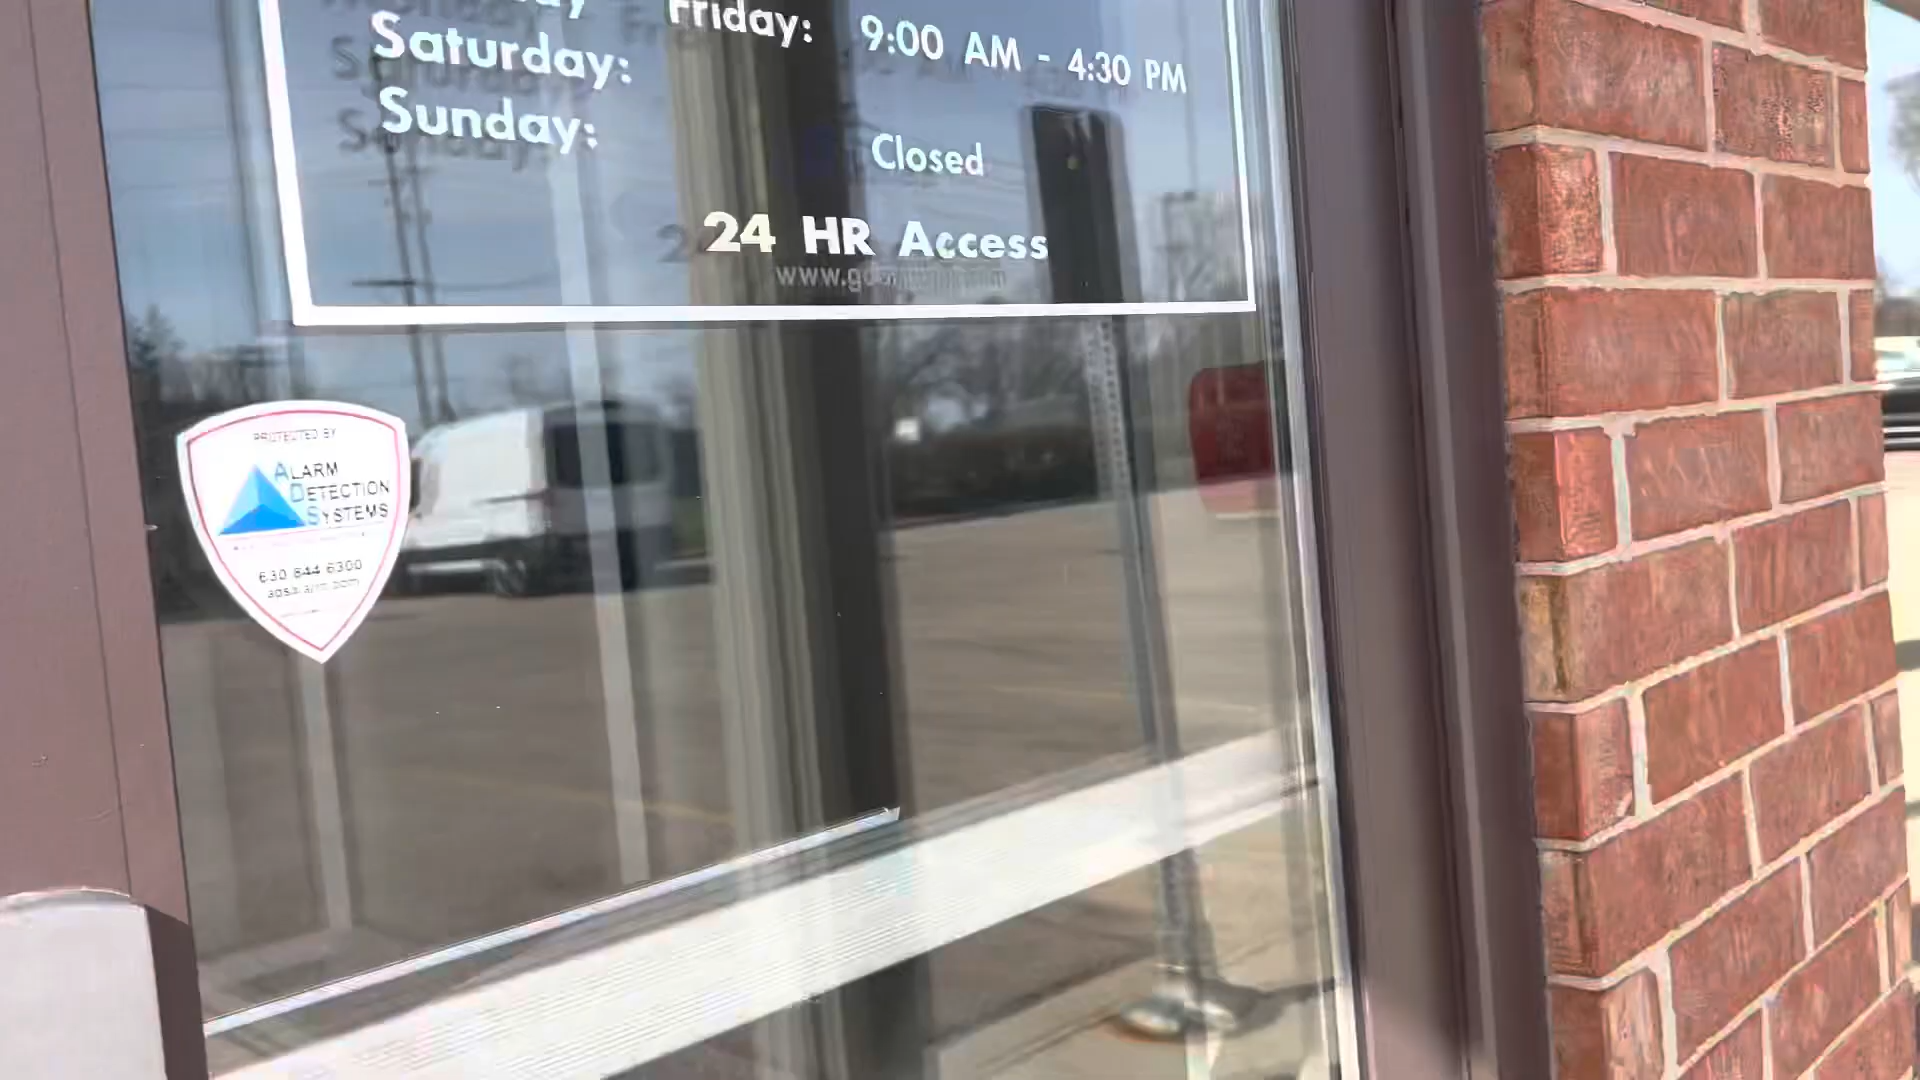 Friday: 9:00 AM - 4:30 PM
Saturday:
Sunday: Closed
24 HR Access
PROTECTED BY
ALARM
DETECTION
SYSTEMS
630 844 6300